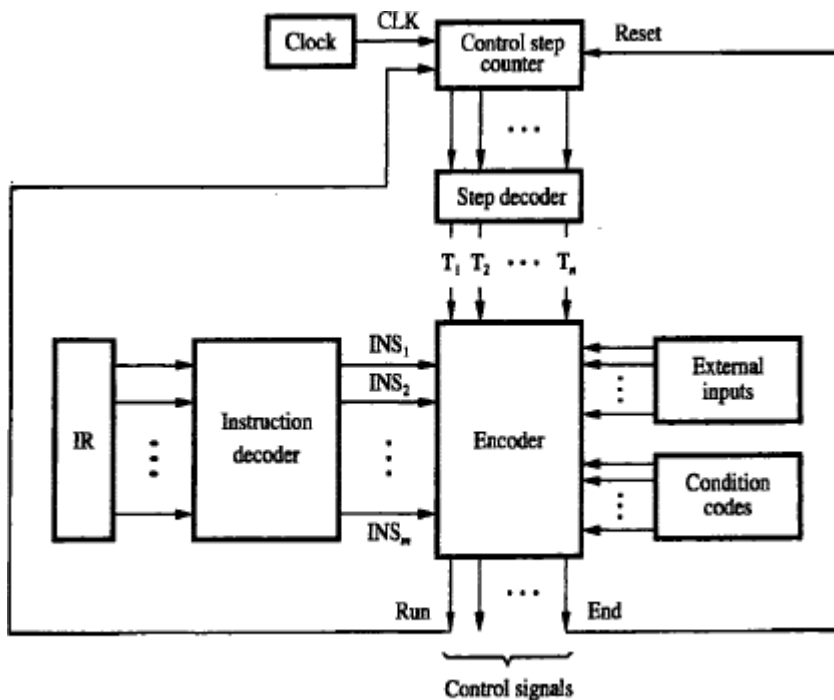 Clock
CLK
Control step
counter
Reset
Step decoder
T₁ T₂ ··· Tₙ
IR
Instruction
decoder
INS₁
INS₂
INSₘ
Encoder
External
inputs
Condition
codes
Run
End
Control signals